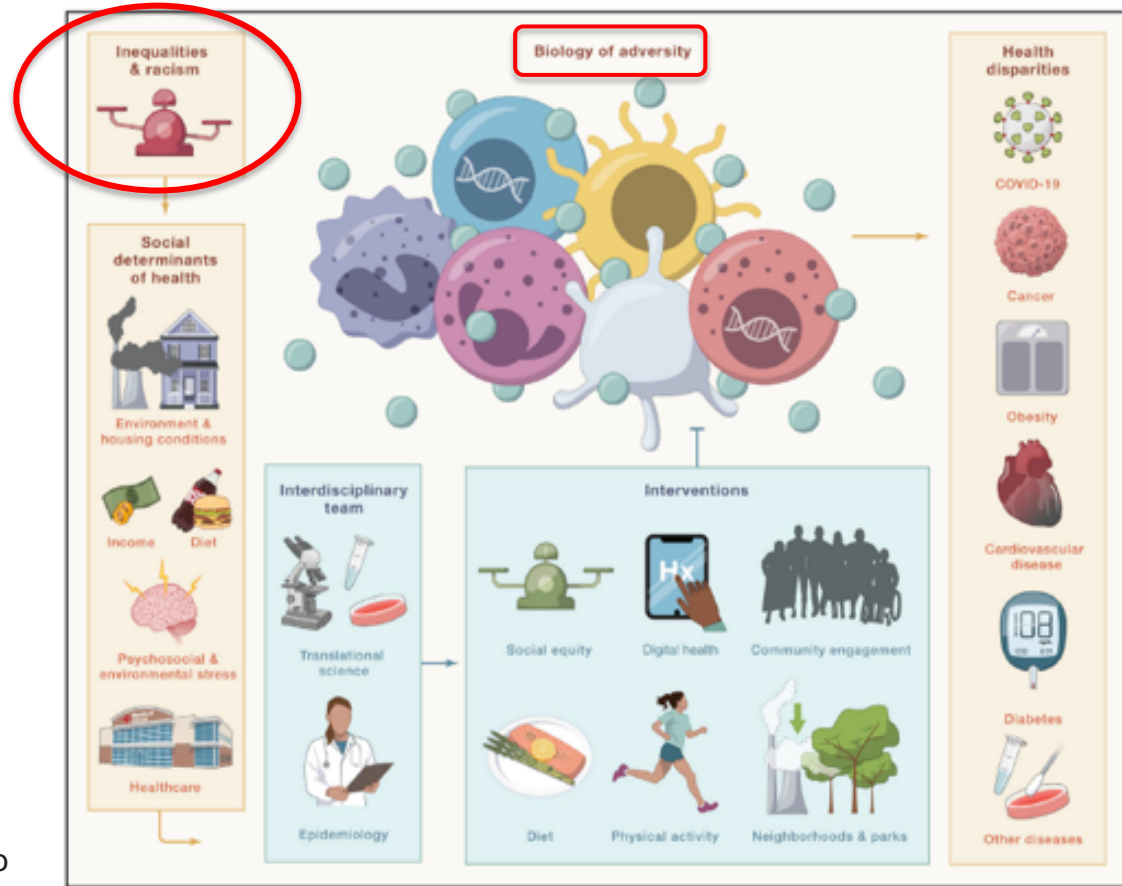 Inequalities
& racism
Social
determinants
of health
Environment &
housing conditions
Income
Diet
Psychosocial &
environmental stress
Healthcare
Biology of adversity
Interdisciplinary
team
Translational
science
Epidemiology
Interventions
Social equity
Hx
Digital health
Community engagement
Diet
Physical activity
Neighborhoods & parks
Health
disparities
COVID-19
Cancer
Obesity
Cardiovascular
disease
108
Diabetes
Other diseases